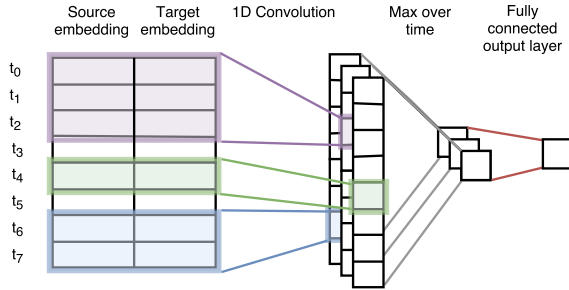 Source embedding
Target embedding
1D Convolution
Max over time
Fully connected output layer
t0
t1
t2
t3
t4
t5
t6
t7